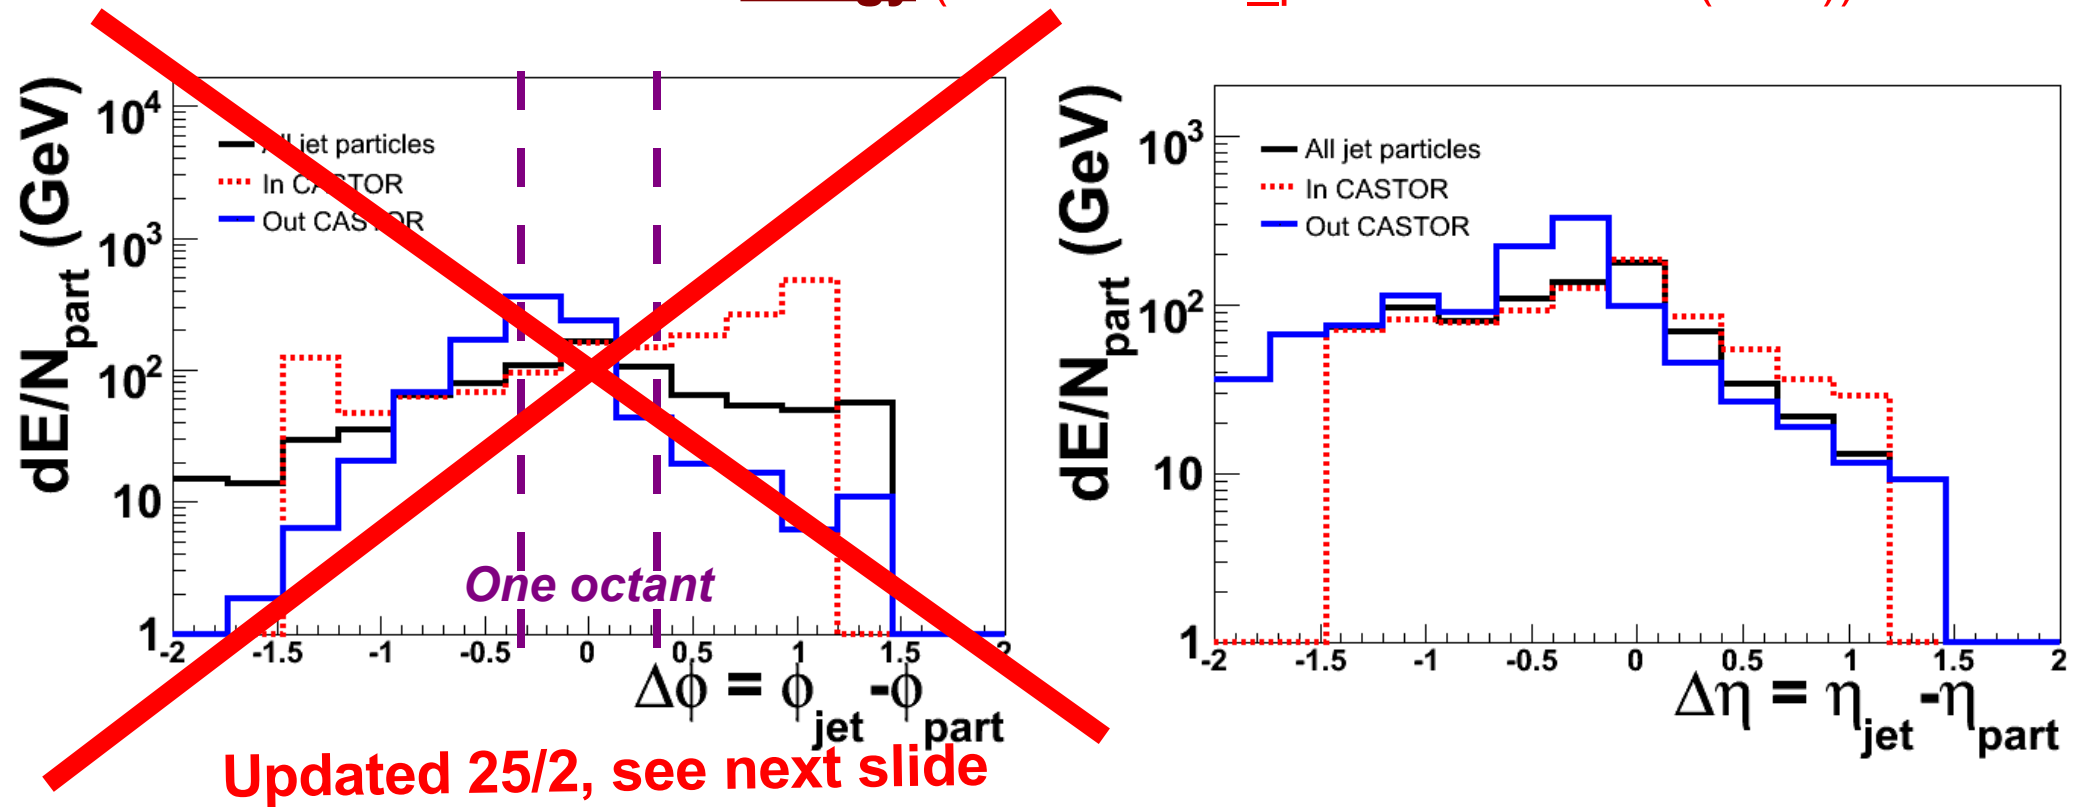 10⁴
10³
10²
10
1
dE/N_part (GeV)
All jet particles
In CASTOR
Out CASTOR
One octant
-2 -1.5 -1 -0.5 0 0.5 1 1.5 2
Δϕ = ϕ_jet -ϕ_part
Updated 25/2, see next slide
10³
10²
10
1
dE/N_part (GeV)
All jet particles
In CASTOR
Out CASTOR
-2 -1.5 -1 -0.5 0 0.5 1 1.5 2
Δη = η_jet -η_part